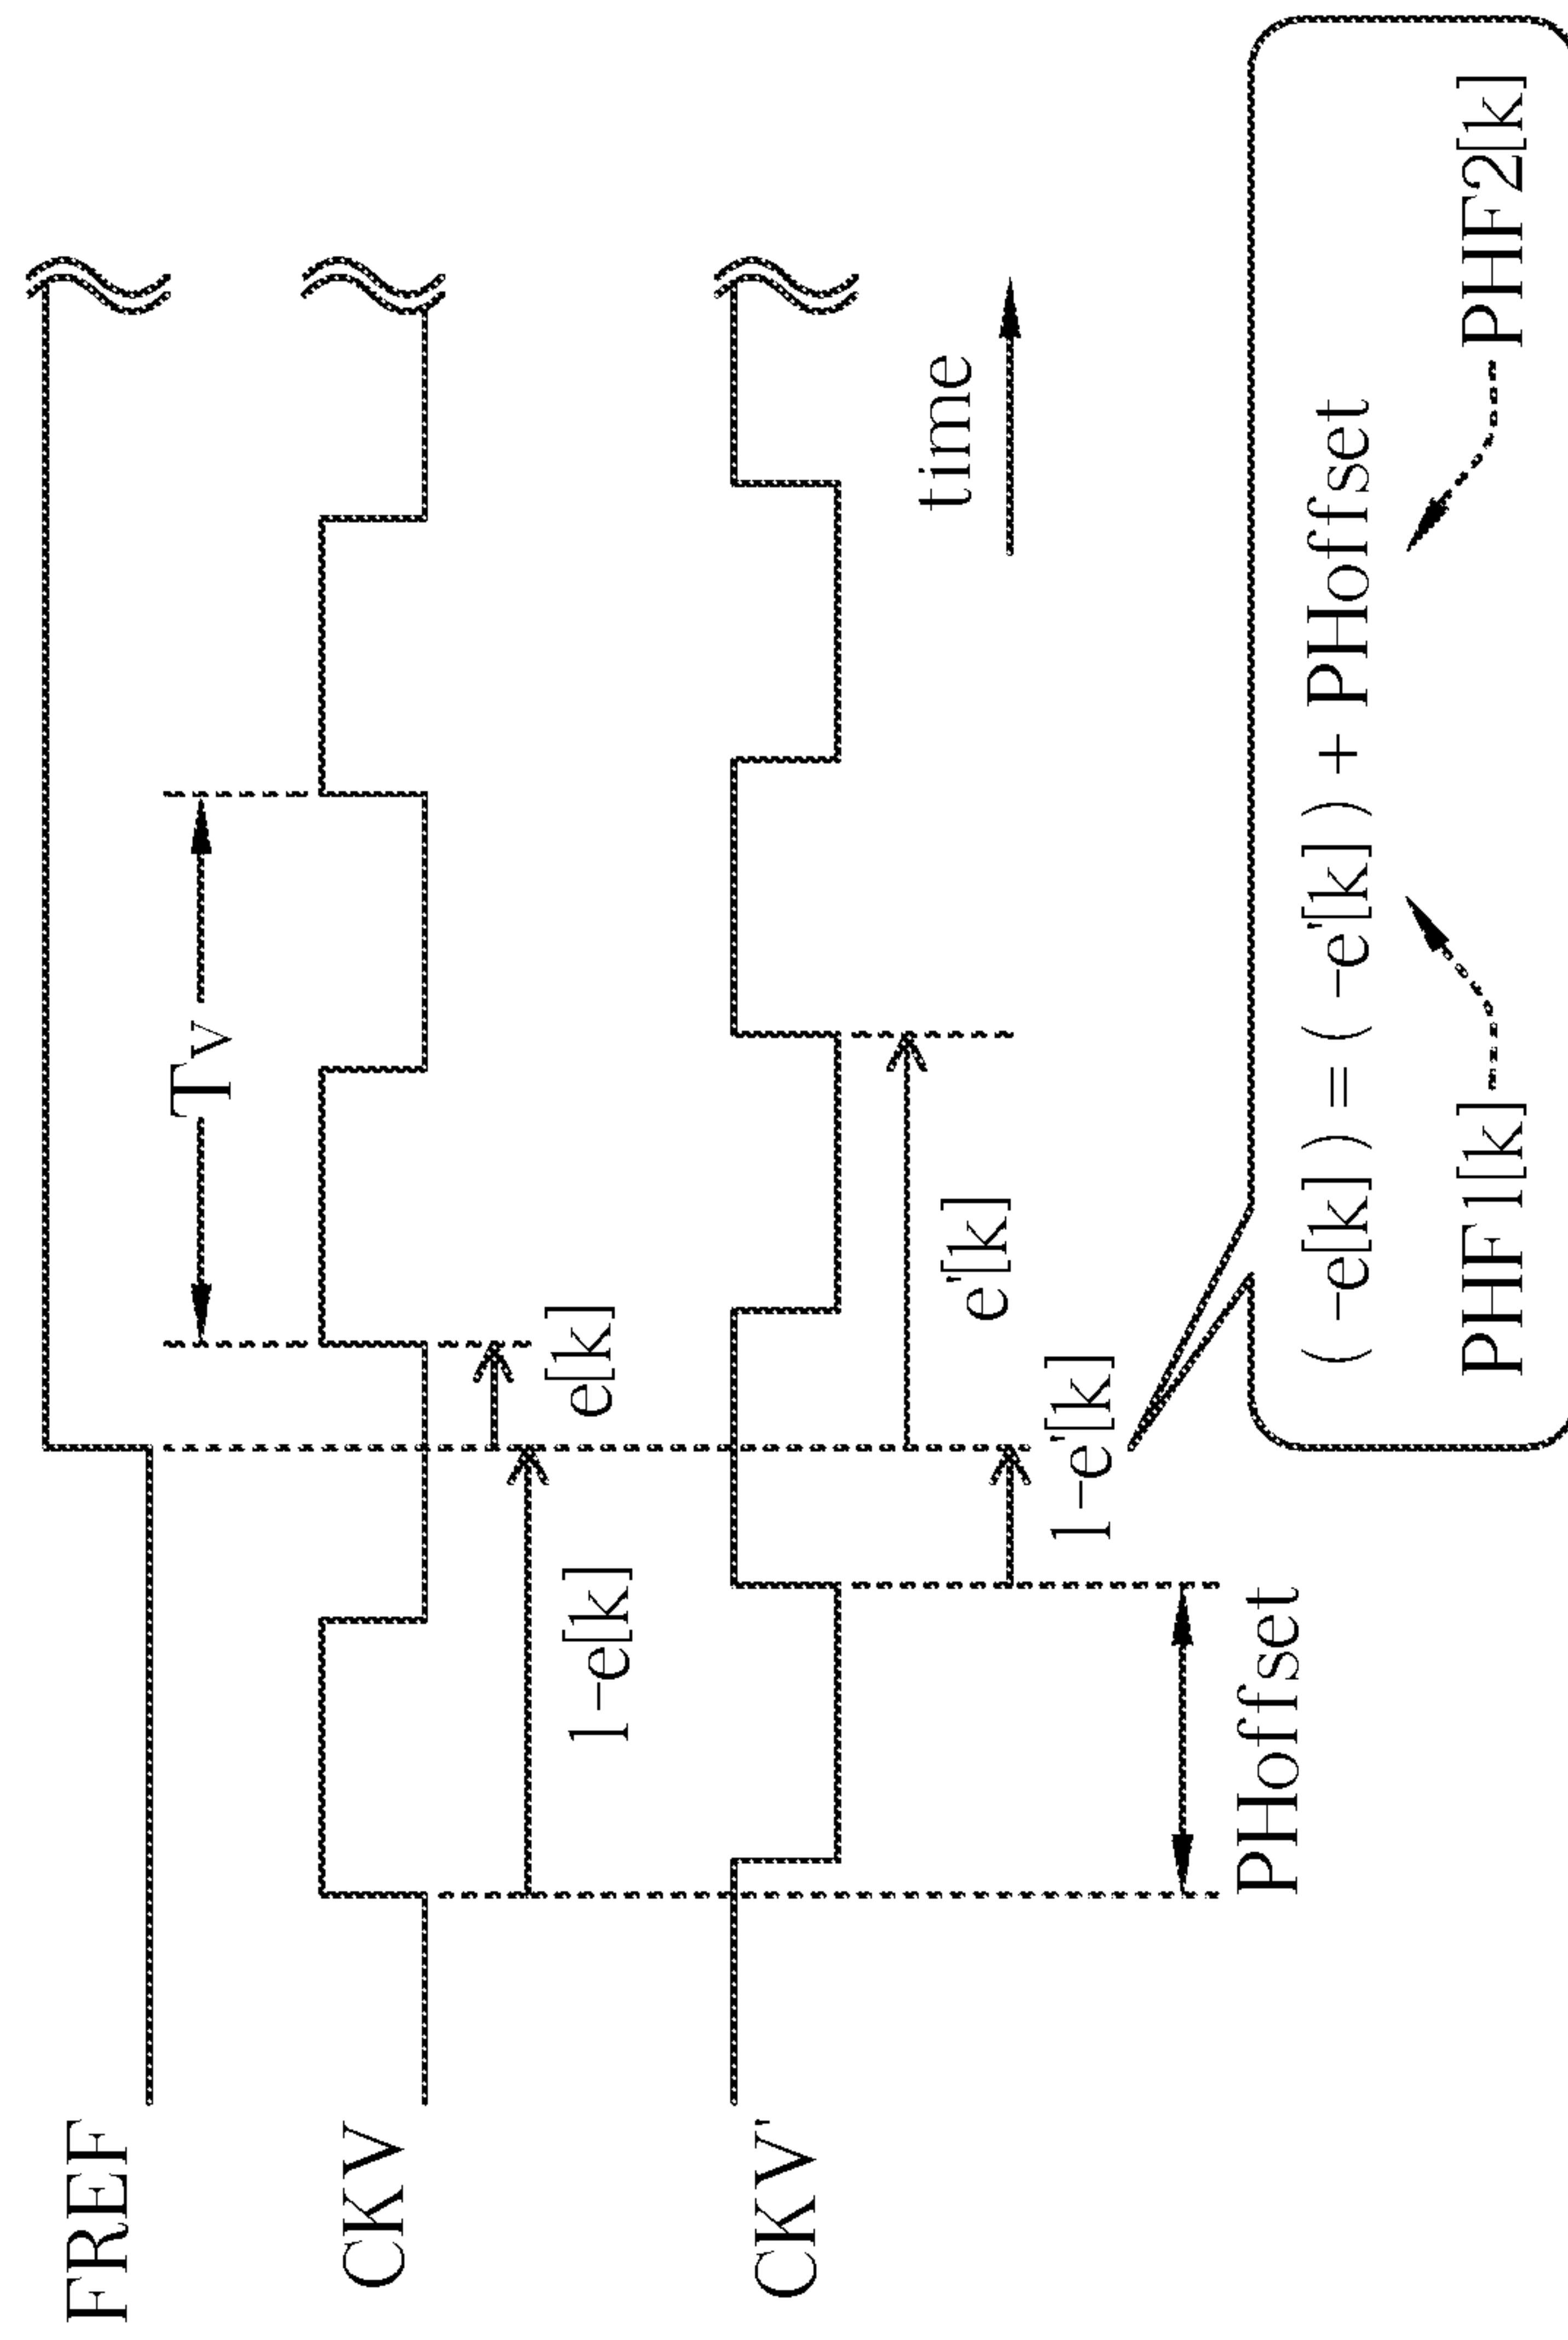 FREF
Tv
CKV
e[k]
1-e[k]
CKV'
e'[k]
time
1-e'[k]
PHoffset
( -e[k] ) = ( -e'[k] ) + PHoffset
PHF1[k]
PHF2[k]